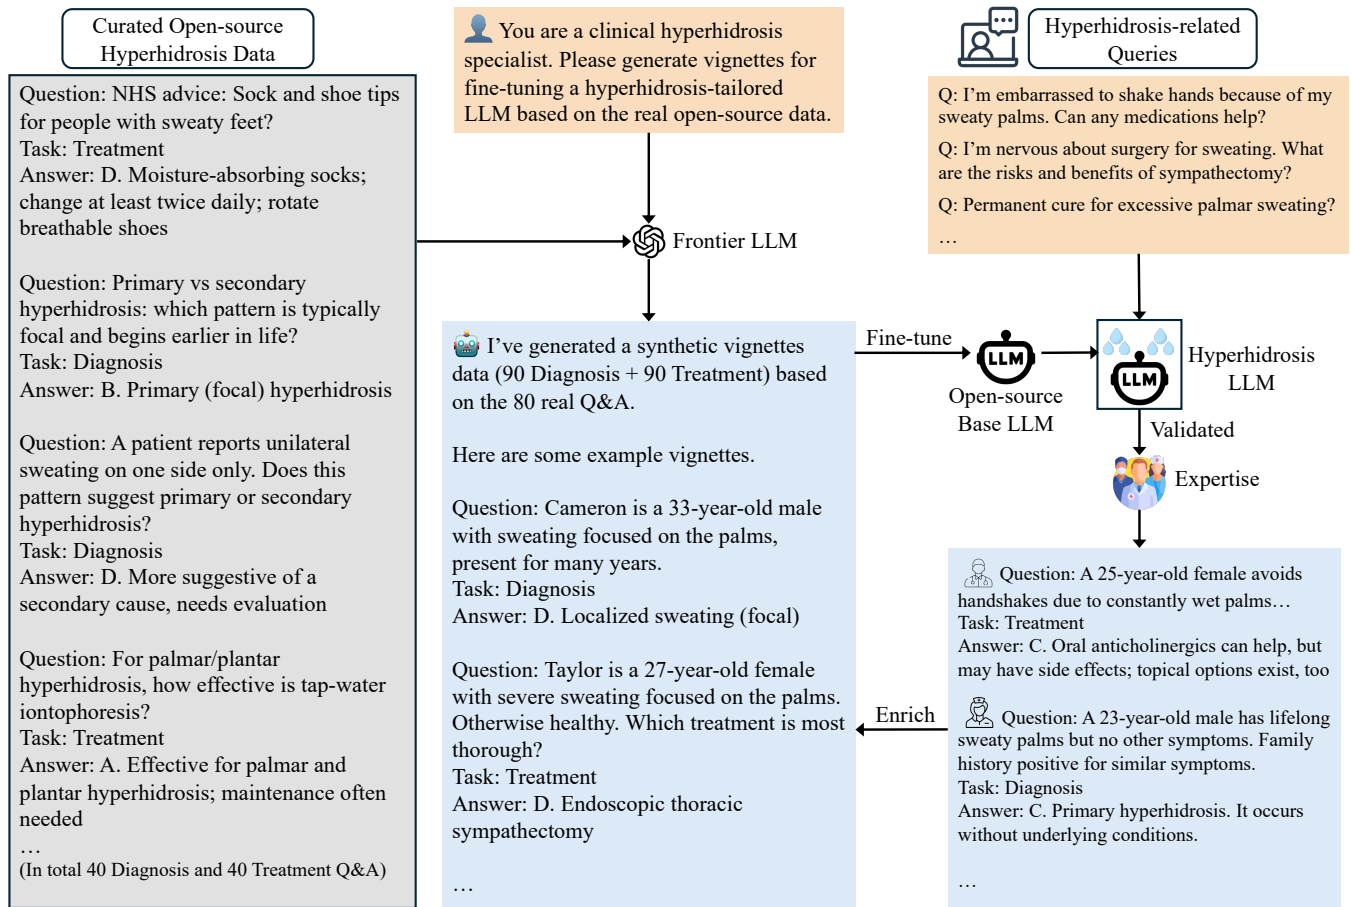 Curated Open-source
Hyperhidrosis Data
Question: NHS advice: Sock and shoe tips
for people with sweaty feet?
Task: Treatment
Answer: D. Moisture-absorbing socks;
change at least twice daily; rotate
breathable shoes
Question: Primary vs secondary
hyperhidrosis: which pattern is typically
focal and begins earlier in life?
Task: Diagnosis
Answer: B. Primary (focal) hyperhidrosis
Question: A patient reports unilateral
sweating on one side only. Does this
pattern suggest primary or secondary
hyperhidrosis?
Task: Diagnosis
Answer: D. More suggestive of a
secondary cause, needs evaluation
Question: For palmar/plantar
hyperhidrosis, how effective is tap-water
iontophoresis?
Task: Treatment
Answer: A. Effective for palmar and
plantar hyperhidrosis; maintenance often
needed
…
(In total 40 Diagnosis and 40 Treatment Q&A)
You are a clinical hyperhidrosis
specialist. Please generate vignettes for
fine-tuning a hyperhidrosis-tailored
LLM based on the real open-source data.
Frontier LLM
I’ve generated a synthetic vignettes
data (90 Diagnosis + 90 Treatment) based
on the 80 real Q&A.
Here are some example vignettes.
Question: Cameron is a 33-year-old male
with sweating focused on the palms,
present for many years.
Task: Diagnosis
Answer: D. Localized sweating (focal)
Question: Taylor is a 27-year-old female
with severe sweating focused on the palms.
Otherwise healthy. Which treatment is most
thorough?
Task: Treatment
Answer: D. Endoscopic thoracic
sympathectomy
…
Hyperhidrosis-related
Queries
Q: I’m embarrassed to shake hands because of my
sweaty palms. Can any medications help?
Q: I’m nervous about surgery for sweating. What
are the risks and benefits of sympathectomy?
Q: Permanent cure for excessive palmar sweating?
…
Fine-tune
LLM
Open-source
Base LLM
LLM
Hyperhidrosis
LLM
Validated
Expertise
Question: A 25-year-old female avoids
handshakes due to constantly wet palms…
Task: Treatment
Answer: C. Oral anticholinergics can help, but
may have side effects; topical options exist, too
Enrich
Question: A 23-year-old male has lifelong
sweaty palms but no other symptoms. Family
history positive for similar symptoms.
Task: Diagnosis
Answer: C. Primary hyperhidrosis. It occurs
without underlying conditions.
…